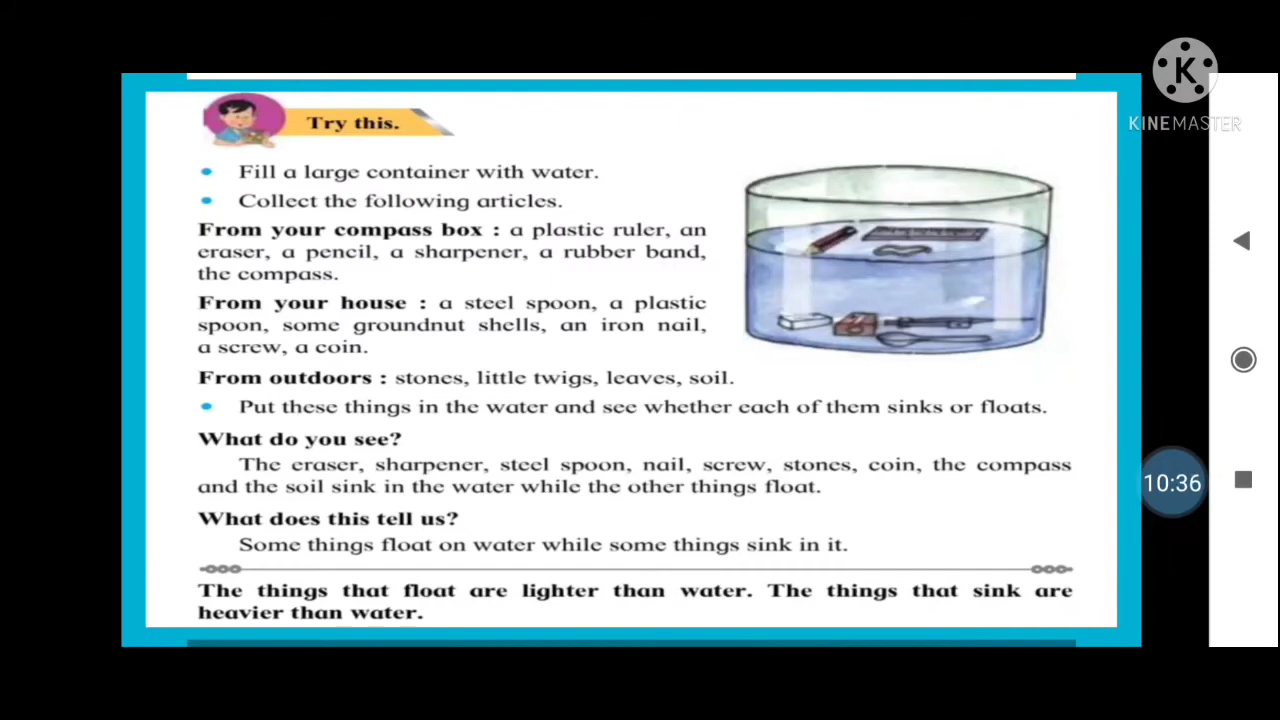 Try this.
• Fill a large container with water.
• Collect the following articles.
From your compass box : a plastic ruler, an
eraser, a pencil, a sharpener, a rubber band,
the compass.
From your house : a steel spoon, a plastic
spoon, some groundnut shells, an iron nail,
a screw, a coin.
From outdoors : stones, little twigs, leaves, soil.
• Put these things in the water and see whether each of them sinks or floats.
What do you see?
The eraser, sharpener, steel spoon, nail, screw, stones, coin, the compass
and the soil sink in the water while the other things float.
What does this tell us?
Some things float on water while some things sink in it.
The things that float are lighter than water. The things that sink are
heavier than water.
K
KINEMASTER
10:36